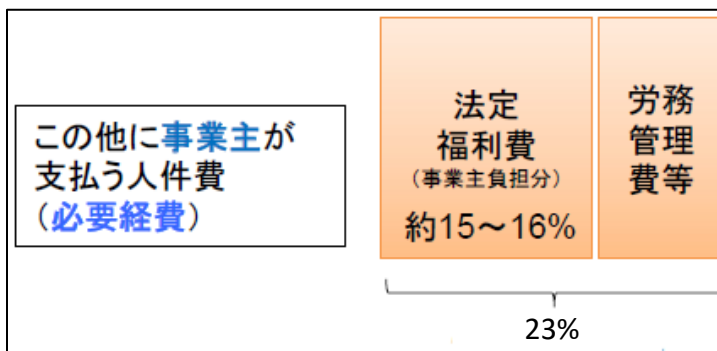 この他に事業主が
支払う人件費
（必要経費）
法定
福利費
（事業主負担分）
約15～16%
労務
管理
費等
23%